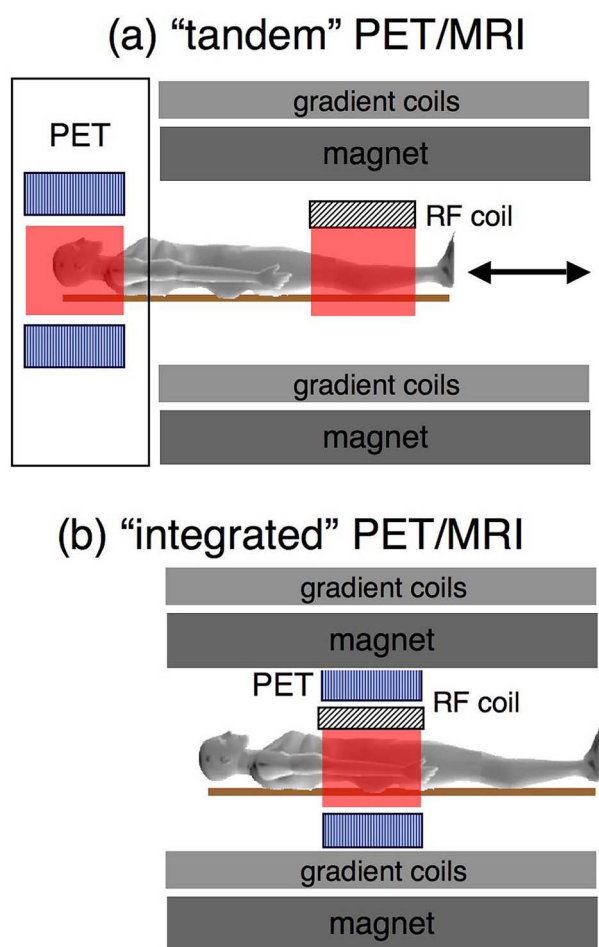 (a) “tandem” PET/MRI
gradient coils
PET
magnet
RF coil
gradient coils
magnet
(b) “integrated” PET/MRI
gradient coils
magnet
PET
RF coil
gradient coils
magnet